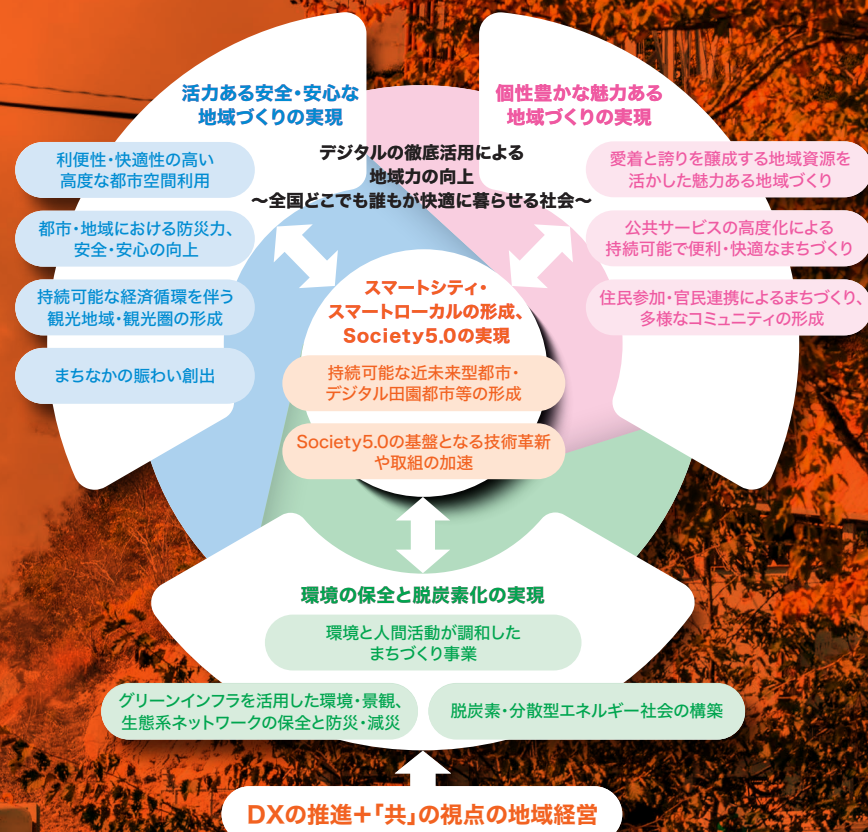 活力ある安全・安心な
地域づくりの実現
利便性・快適性の高い
高度な都市空間利用
都市・地域における防災力、
安全・安心の向上
持続可能な経済循環を伴う
観光地域・観光圏の形成
まちなかの賑わい創出
個性豊かな魅力ある
地域づくりの実現
愛着と誇りを醸成する地域資源を
活かした魅力ある地域づくり
公共サービスの高度化による
持続可能で便利・快適なまちづくり
住民参加・官民連携によるまちづくり、
多様なコミュニティの形成
デジタルの徹底活用による
地域力の向上
〜全国どこでも誰もが快適に暮らせる社会〜
スマートシティ・
スマートローカルの形成、
Society5.0の実現
持続可能な近未来型都市・
デジタル田園都市等の形成
Society5.0の基盤となる技術革新
や取組の加速
環境の保全と脱炭素化の実現
環境と人間活動が調和した
まちづくり事業
グリーンインフラを活用した環境・景観、
生態系ネットワークの保全と防災・減災
脱炭素・分散型エネルギー社会の構築
DXの推進＋「共」の視点の地域経営